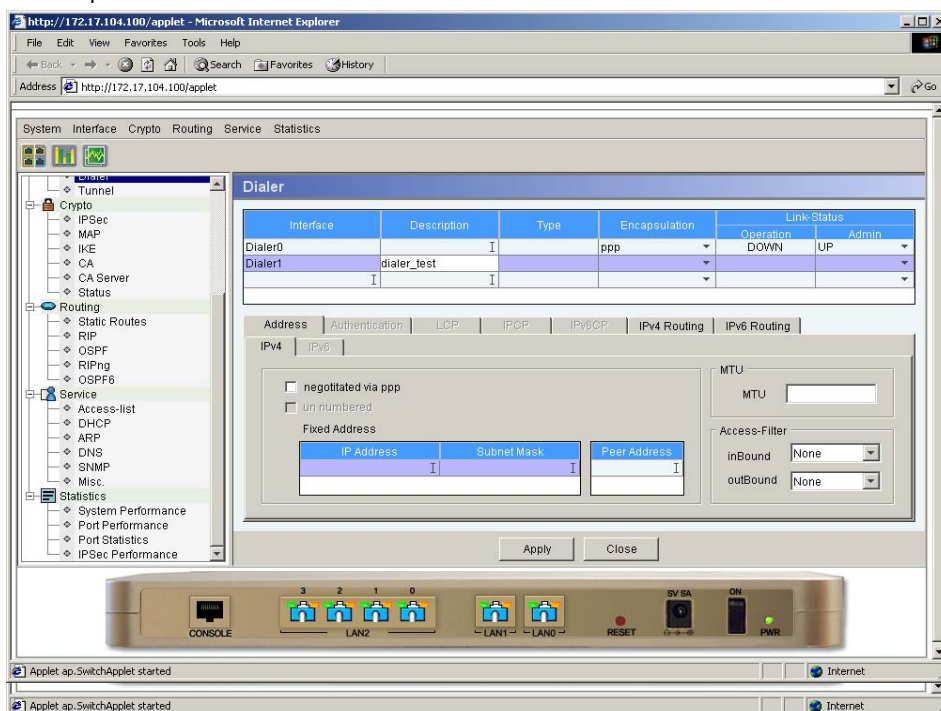 http://172.17.104.100/applet - Microsoft Internet Explorer
File Edit View Favorites Tools Help
Back Search Favorites History
Address http://172.17.104.100/applet Go
System Interface Crypto Routing Service Statistics
Dialer
Tunnel
Crypto
IPSec
MAP
IKE
CA
CA Server
Status
Routing
Static Routes
RIP
OSPF
RIPng
OSPF6
Service
Access-list
DHCP
ARP
DNS
SNMP
Misc.
Statistics
System Performance
Port Performance
Port Statistics
IPSec Performance
Dialer
Interface Description Type Encapsulation Link-Status
Operation Admin
Dialer0 ppp DOWN UP
Dialer1 dialer_test
Address Authentication LCP IPCP IPv6CP IPv4 Routing IPv6 Routing
IPv4 IPv6
negotitated via ppp
un numbered
Fixed Address
IP Address Subnet Mask Peer Address
MTU
MTU
Access-Filter
inBound None
outBound None
Apply Close
3 2 1 0 5V 5A ON
CONSOLE LAN2 LAN1 LAN0 RESET PWR
Applet ap.SwitchApplet started Internet
Applet ap.SwitchApplet started Internet